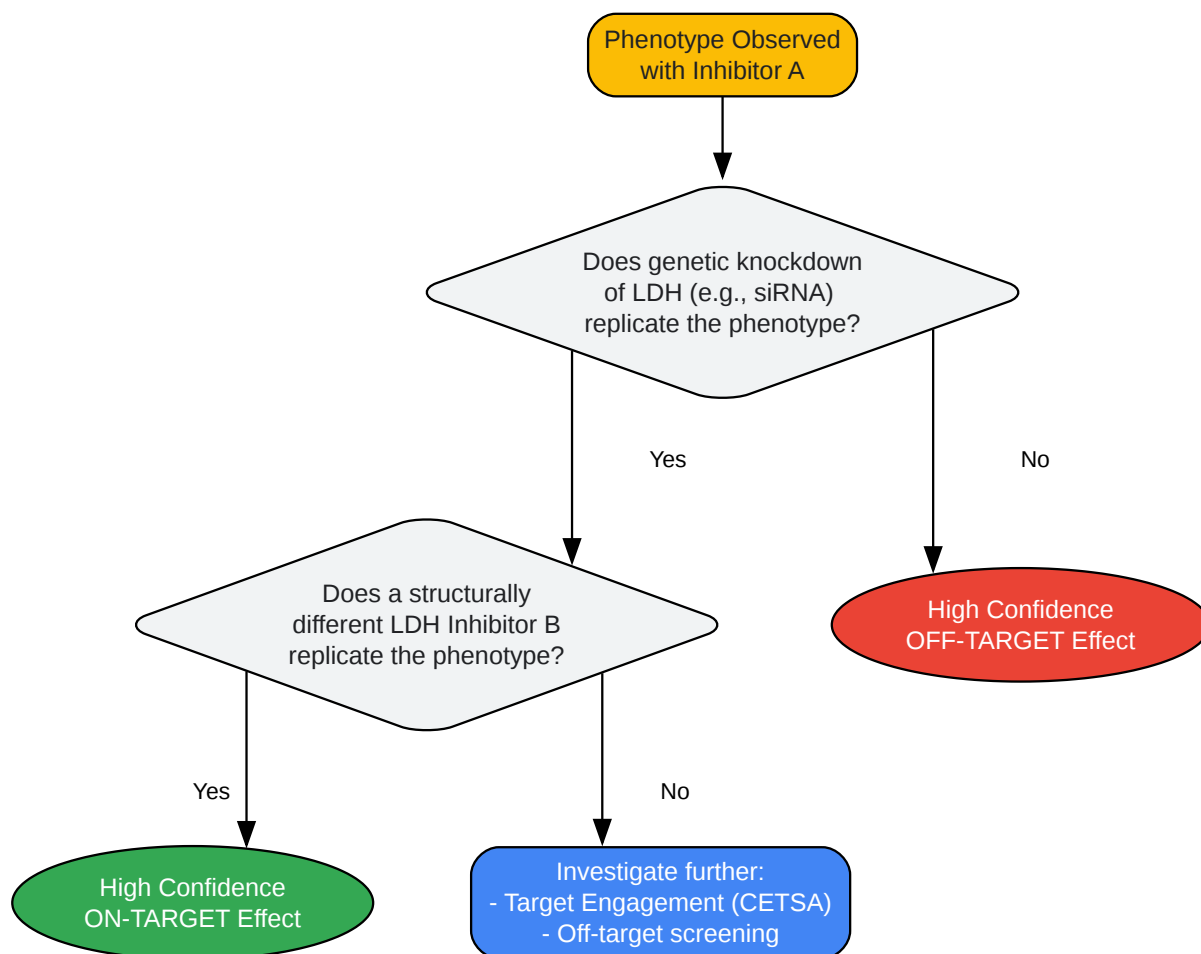 Phenotype Observed
with Inhibitor A
Does genetic knockdown
of LDH (e.g., siRNA)
replicate the phenotype?
Yes
No
Does a structurally
different LDH Inhibitor B
replicate the phenotype?
High Confidence
OFF-TARGET Effect
Yes
No
High Confidence
ON-TARGET Effect
Investigate further:
- Target Engagement (CETSA)
- Off-target screening